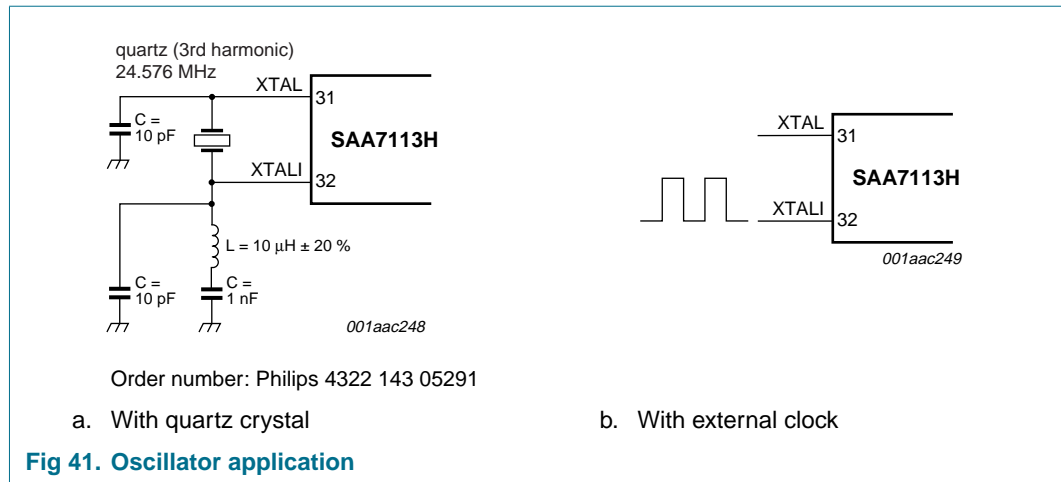 quartz (3rd harmonic)
24.576 MHz
XTAL
31
C =
10 pF
SAA7113H
XTALI
32
L = 10 μH ± 20 %
C =
10 pF
C =
1 nF
001aac248
Order number: Philips 4322 143 05291
a. With quartz crystal
XTAL
31
SAA7113H
XTALI
32
001aac249
b. With external clock
Fig 41. Oscillator application